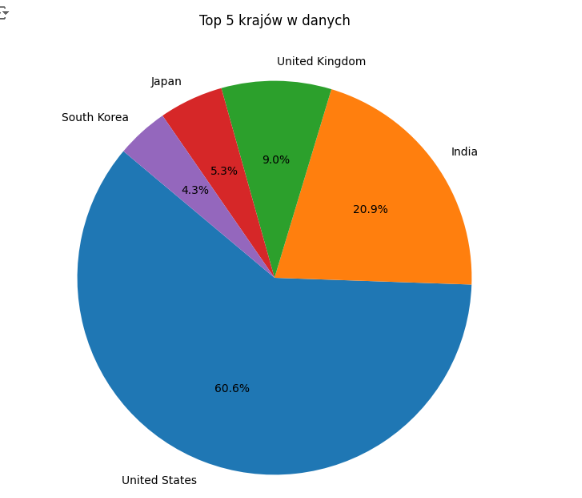 Top 5 krajów w danych
United Kingdom
Japan
South Korea
India
9.0%
5.3%
4.3%
20.9%
60.6%
United States